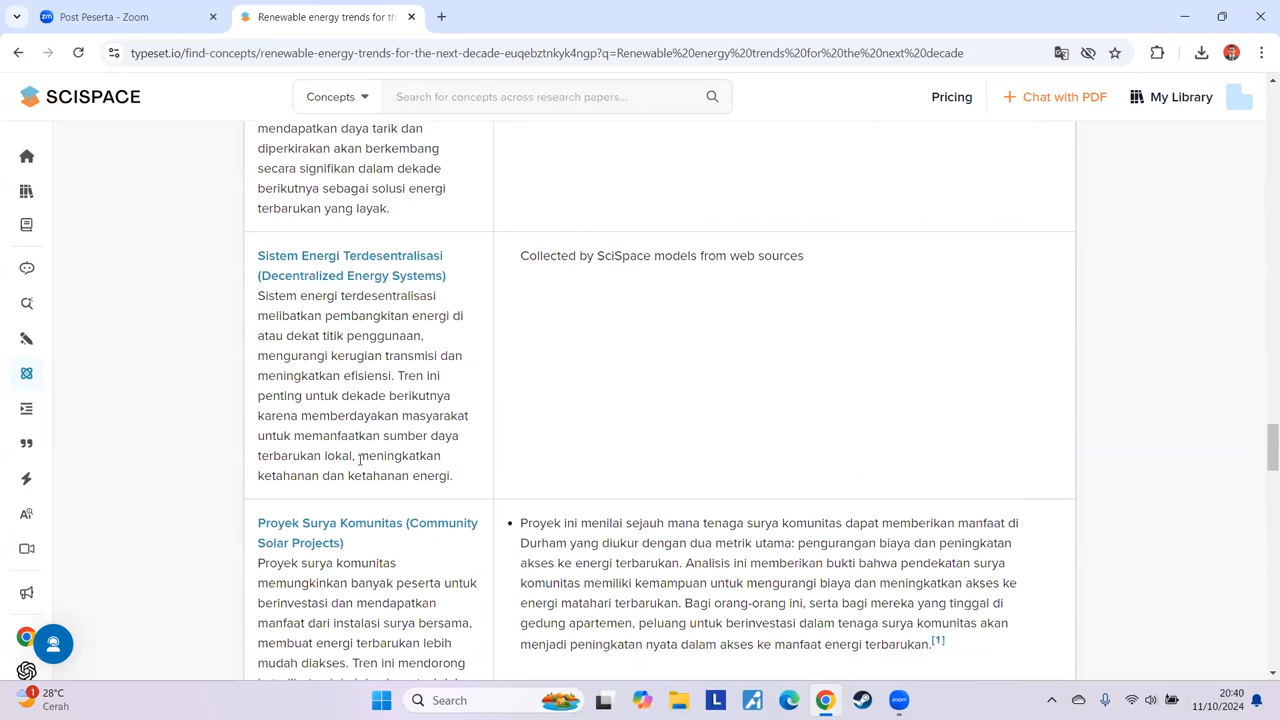 Post Peserta - Zoom
Renewable energy trends for th
typeset.io/find-concepts/renewable-energy-trends-for-the-next-decade-euqebztnkyk4ngp?q=Renewable%20energy%20trends%20for%20the%20next%20decade
SCISPACE
Concepts
Search for concepts across research papers...
Pricing
Chat with PDF
My Library
mendapatkan daya tarik dan
diperkirakan akan berkembang
secara signifikan dalam dekade
berikutnya sebagai solusi energi
terbarukan yang layak.
Sistem Energi Terdesentralisasi
(Decentralized Energy Systems)
Sistem energi terdesentralisasi
melibatkan pembangkitan energi di
atau dekat titik penggunaan,
mengurangi kerugian transmisi dan
meningkatkan efisiensi. Tren ini
penting untuk dekade berikutnya
karena memberdayakan masyarakat
untuk memanfaatkan sumber daya
terbarukan lokal, meningkatkan
ketahanan dan ketahanan energi.
Collected by SciSpace models from web sources
Proyek Surya Komunitas (Community
Solar Projects)
Proyek surya komunitas
memungkinkan banyak peserta untuk
berinvestasi dan mendapatkan
manfaat dari instalasi surya bersama,
membuat energi terbarukan lebih
mudah diakses. Tren ini mendorong
• Proyek ini menilai sejauh mana tenaga surya komunitas dapat memberikan manfaat di
Durham yang diukur dengan dua metrik utama: pengurangan biaya dan peningkatan
akses ke energi terbarukan. Analisis ini memberikan bukti bahwa pendekatan surya
komunitas memiliki kemampuan untuk mengurangi biaya dan meningkatkan akses ke
energi matahari terbarukan. Bagi orang-orang ini, serta bagi mereka yang tinggal di
gedung apartemen, peluang untuk berinvestasi dalam tenaga surya komunitas akan
menjadi peningkatan nyata dalam akses ke manfaat energi terbarukan.[1]
1
28°C
Cerah
Search
20:40
11/10/2024